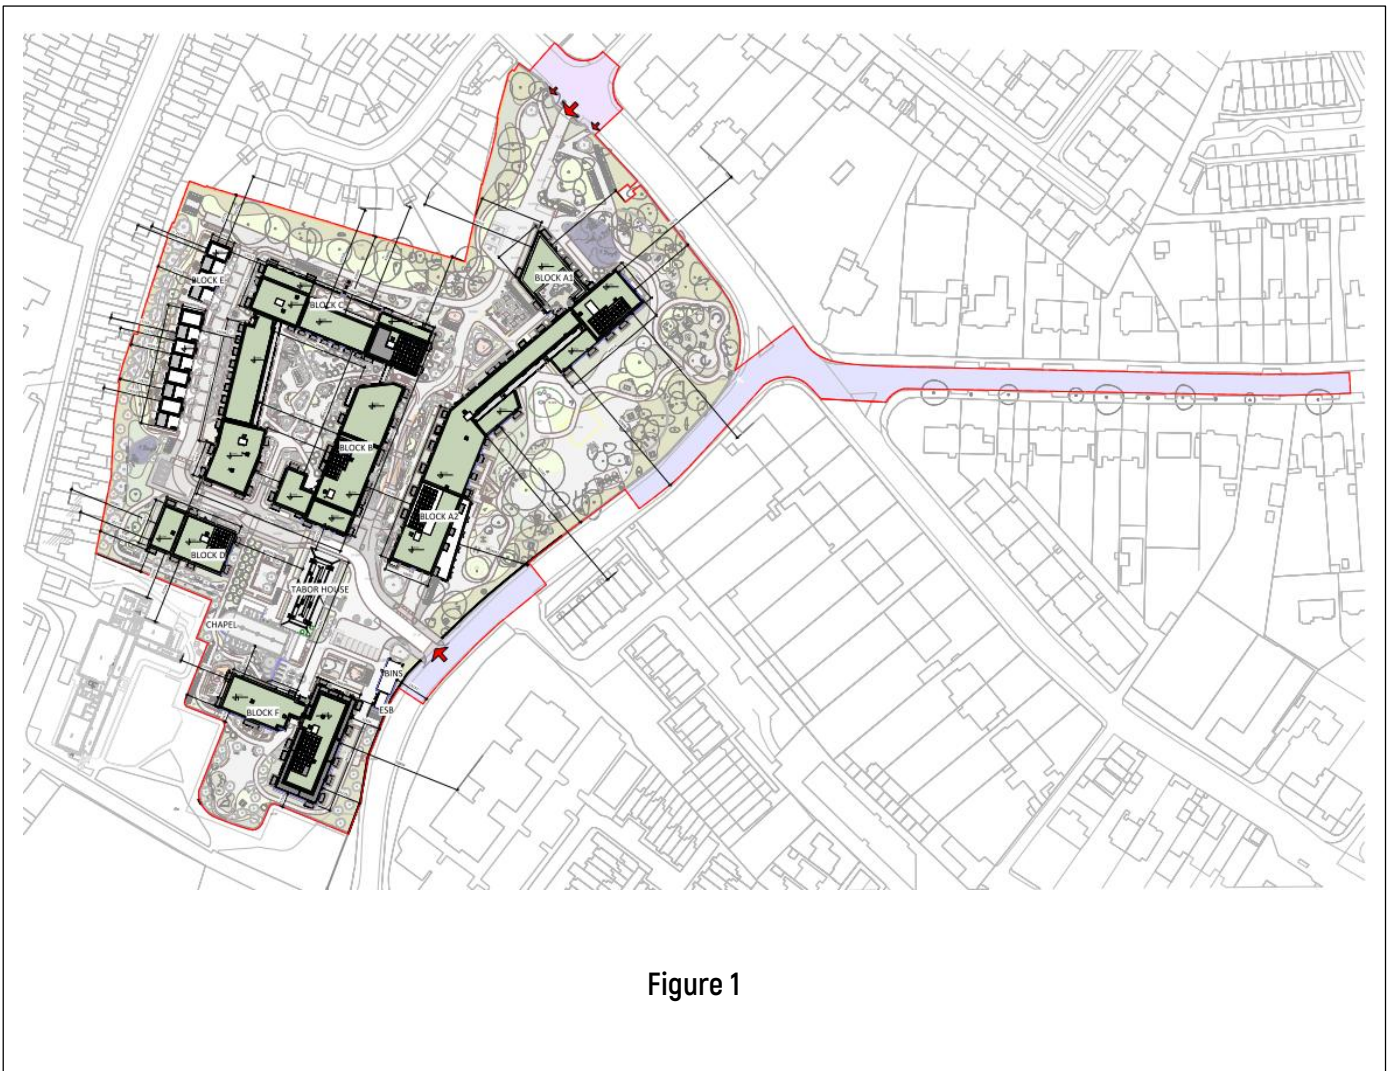 BLOCK A1
BLOCK E
BLOCK C
BLOCK B
BLOCK A2
BLOCK D
TABOR HOUSE
CHAPEL
BINS
ESB
BLOCK F
Figure 1